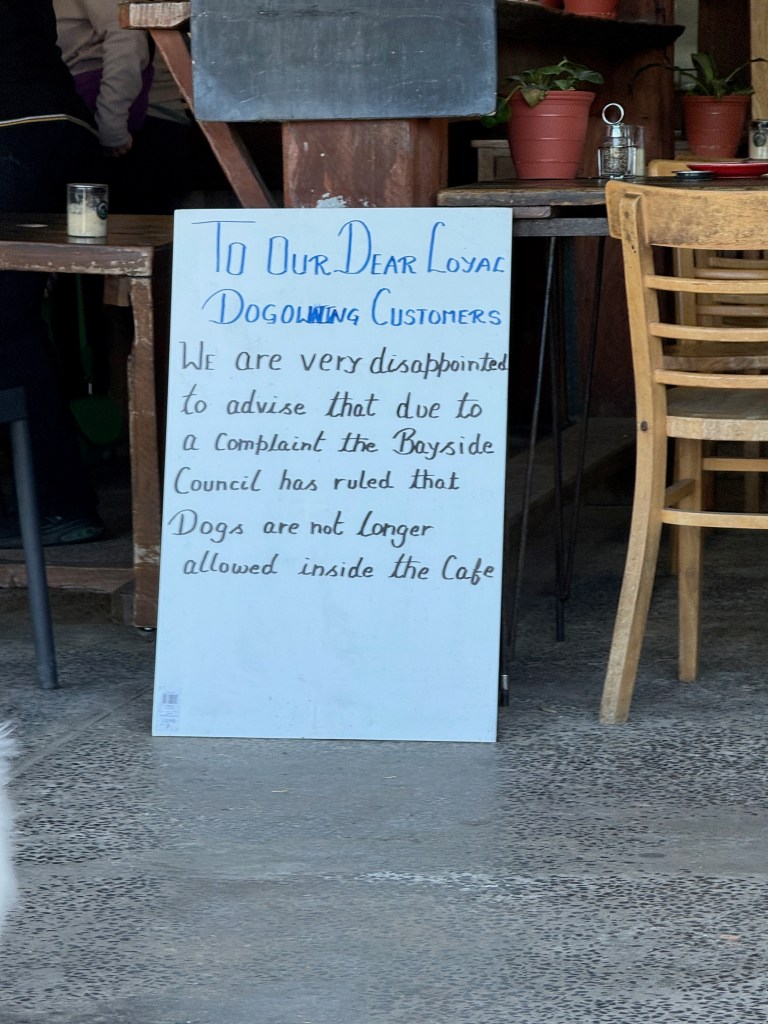 To Our Dear Loyal
Dogowning Customers
We are very disappointed
to advise that due to
a complaint the Bayside
Council has ruled that
Dogs are not longer
allowed inside the Cafe